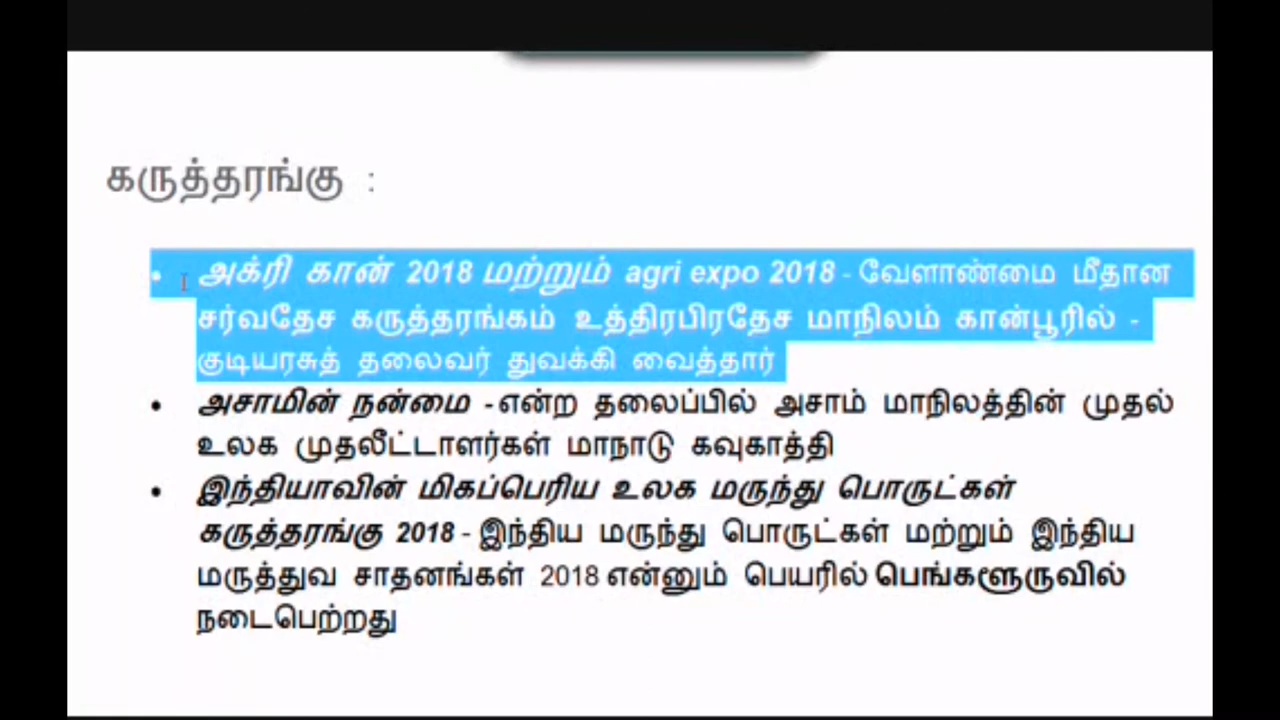 கருத்தரங்கு :
• அக்ரி கான் 2018 மற்றும் agri expo 2018 - வேளாண்மை மீதான
சர்வதேச கருத்தரங்கம் உத்திரபிரதேச மாநிலம் கான்பூரில் -
குடியரசுத் தலைவர் துவக்கி வைத்தார்
• அசாமின் நன்மை -என்ற தலைப்பில் அசாம் மாநிலத்தின் முதல்
உலக முதலீட்டாளர்கள் மாநாடு கவுகாத்தி
• இந்தியாவின் மிகப்பெரிய உலக மருந்து பொருட்கள்
கருத்தரங்கு 2018 - இந்திய மருந்து பொருட்கள் மற்றும் இந்திய
மருத்துவ சாதனங்கள் 2018 என்னும் பெயரில் பெங்களூருவில்
நடைபெற்றது